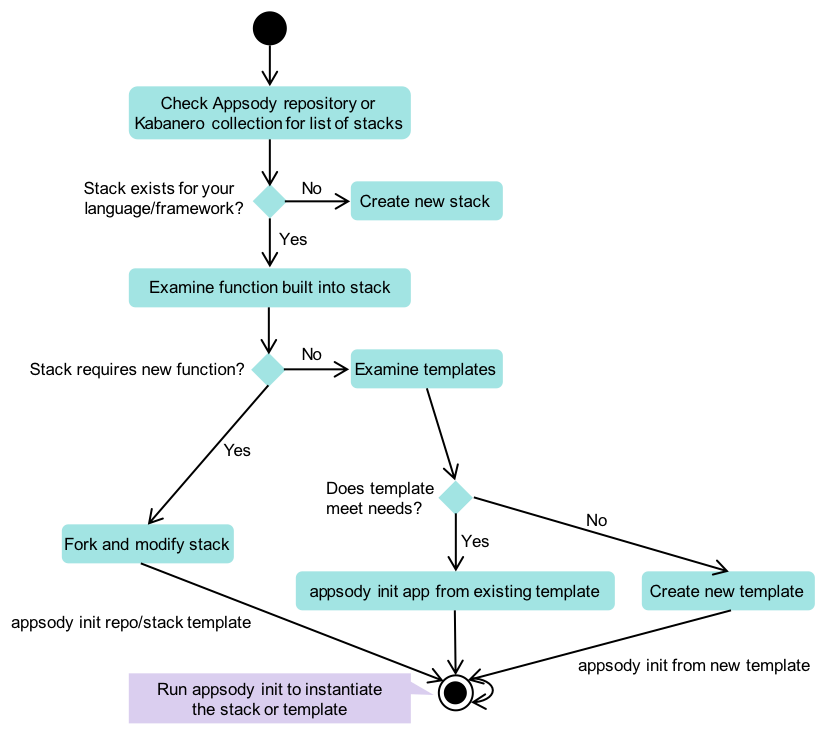 Check Appsody repository or
Kabanero collection for list of stacks
Stack exists for your
language/framework?
No
Create new stack
Yes
Examine function built into stack
Stack requires new function?
No
Examine templates
Yes
Does template
meet needs?
No
Yes
Fork and modify stack
appsody init app from existing template
Create new template
appsody init repo/stack template
appsody init from new template
Run appsody init to instantiate
the stack or template